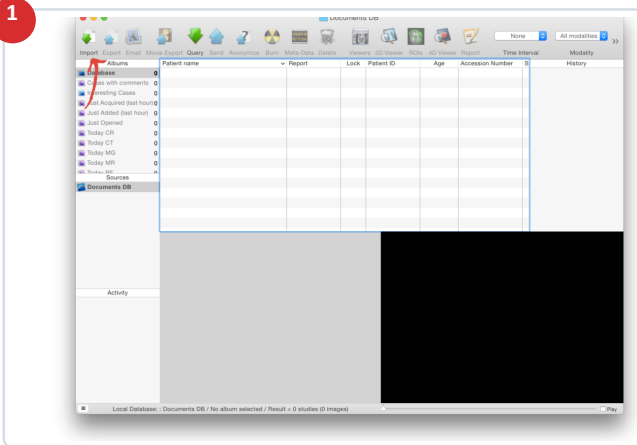 1
Documents DB
None
All modalities
Import Export Email Movie Export Query Send Anonymize Burn Meta-Data Delete Viewers 2D Viewer ROIs 4D Viewer Report Time Interval Modality
Albums Patient name Report Lock Patient ID Age Accession Number S History
Database 0
Cases with comments 0
Interesting Cases 0
Just Acquired (last hour) 0
Just Added (last hour) 0
Just Opened 0
Today CR 0
Today CT 0
Today MG 0
Today MR 0
Today RF 0
Sources
Documents DB
Activity
Local Database: : Documents DB / No album selected / Result = 0 studies (0 images)
Play